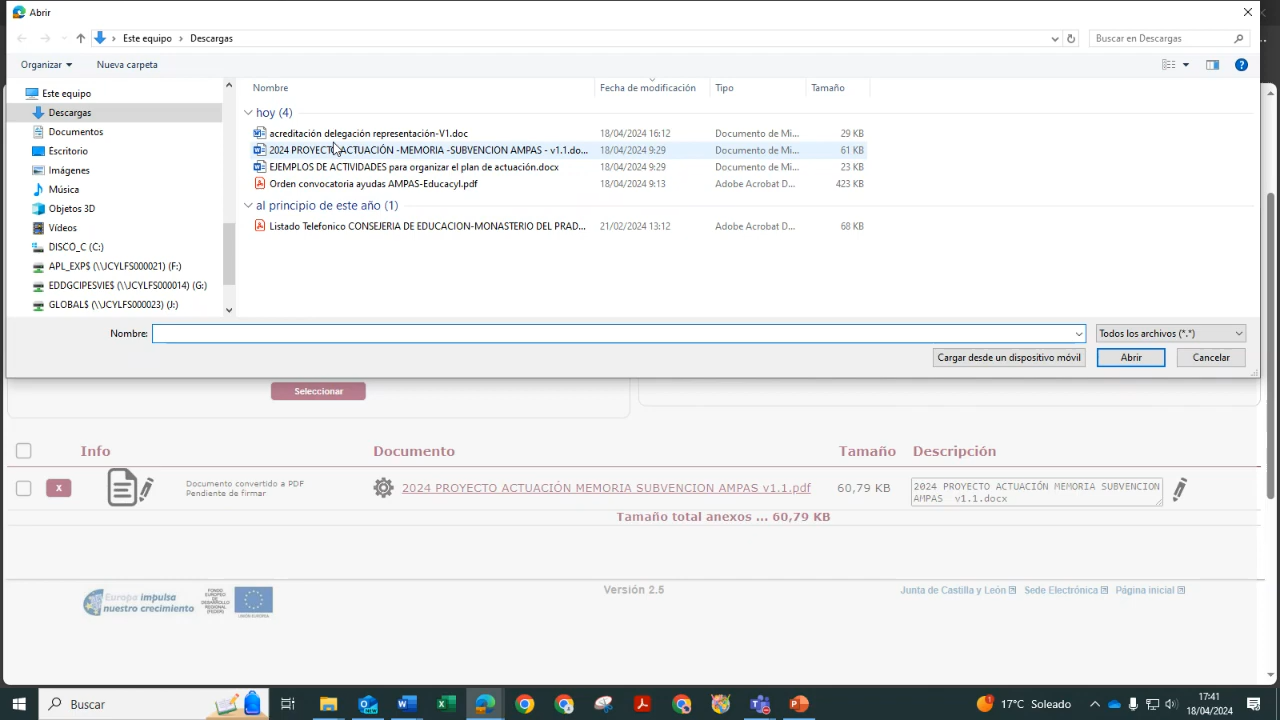 Abrir
Este equipo > Descargas
Buscar en Descargas
Organizar
Nueva carpeta
Este equipo
Descargas
Documentos
Escritorio
Imágenes
Música
Objetos 3D
Vídeos
DISCO_C (C:)
APL_EXP$ (\\JCYLFS000021) (F:)
EDDGCIPESVIE$ (\\JCYLFS000014) (G:)
GLOBAL$ (\\JCYLFS000023) (J:)
Nombre Fecha de modificación Tipo Tamaño
hoy (4)
acreditación delegación representación-V1.doc 18/04/2024 16:12 Documento de Mi... 29 KB
2024 PROYECTO ACTUACIÓN -MEMORIA -SUBVENCION AMPAS - v1.1.do... 18/04/2024 9:29 Documento de Mi... 61 KB
EJEMPLOS DE ACTIVIDADES para organizar el plan de actuación.docx 18/04/2024 9:29 Documento de Mi... 23 KB
Orden convocatoria ayudas AMPAS-Educacyl.pdf 18/04/2024 9:13 Adobe Acrobat D... 423 KB
al principio de este año (1)
Listado Telefonico CONSEJERIA DE EDUCACION-MONASTERIO DEL PRAD... 21/02/2024 13:12 Adobe Acrobat D... 68 KB
Nombre:
Todos los archivos (*.*)
Cargar desde un dispositivo móvil
Abrir
Cancelar
Seleccionar
Info Documento Tamaño Descripción
X
Documento convertido a PDF
Pendiente de firmar
2024 PROYECTO ACTUACIÓN MEMORIA SUBVENCION AMPAS v1.1.pdf
60,79 KB
2024 PROYECTO ACTUACIÓN MEMORIA SUBVENCION
AMPAS v1.1.docx
Tamaño total anexos ... 60,79 KB
Europa impulsa
nuestro crecimiento
FONDO
EUROPEO DE
DESARROLLO
REGIONAL
(FEDER)
UNION EUROPEA
Versión 2.5
Junta de Castilla y León
Sede Electrónica
Página inicial
Buscar
17°C Soleado
17:41
18/04/2024